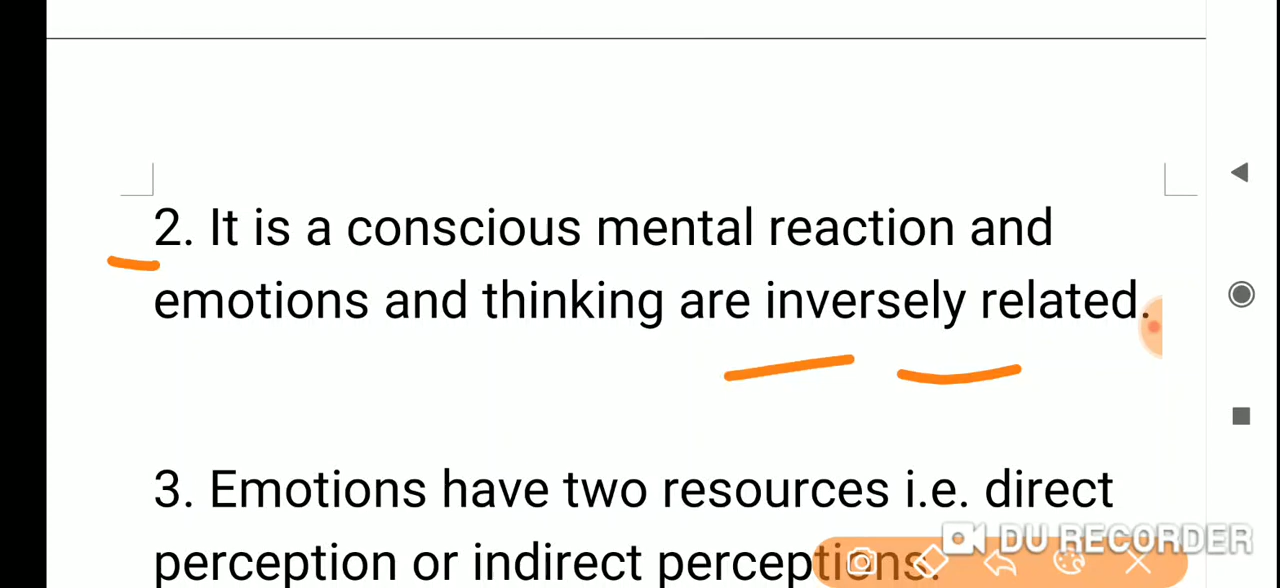 2. It is a conscious mental reaction and
emotions and thinking are inversely related.
3. Emotions have two resources i.e. direct
perception or indirect perceptions.
DU RECORDER